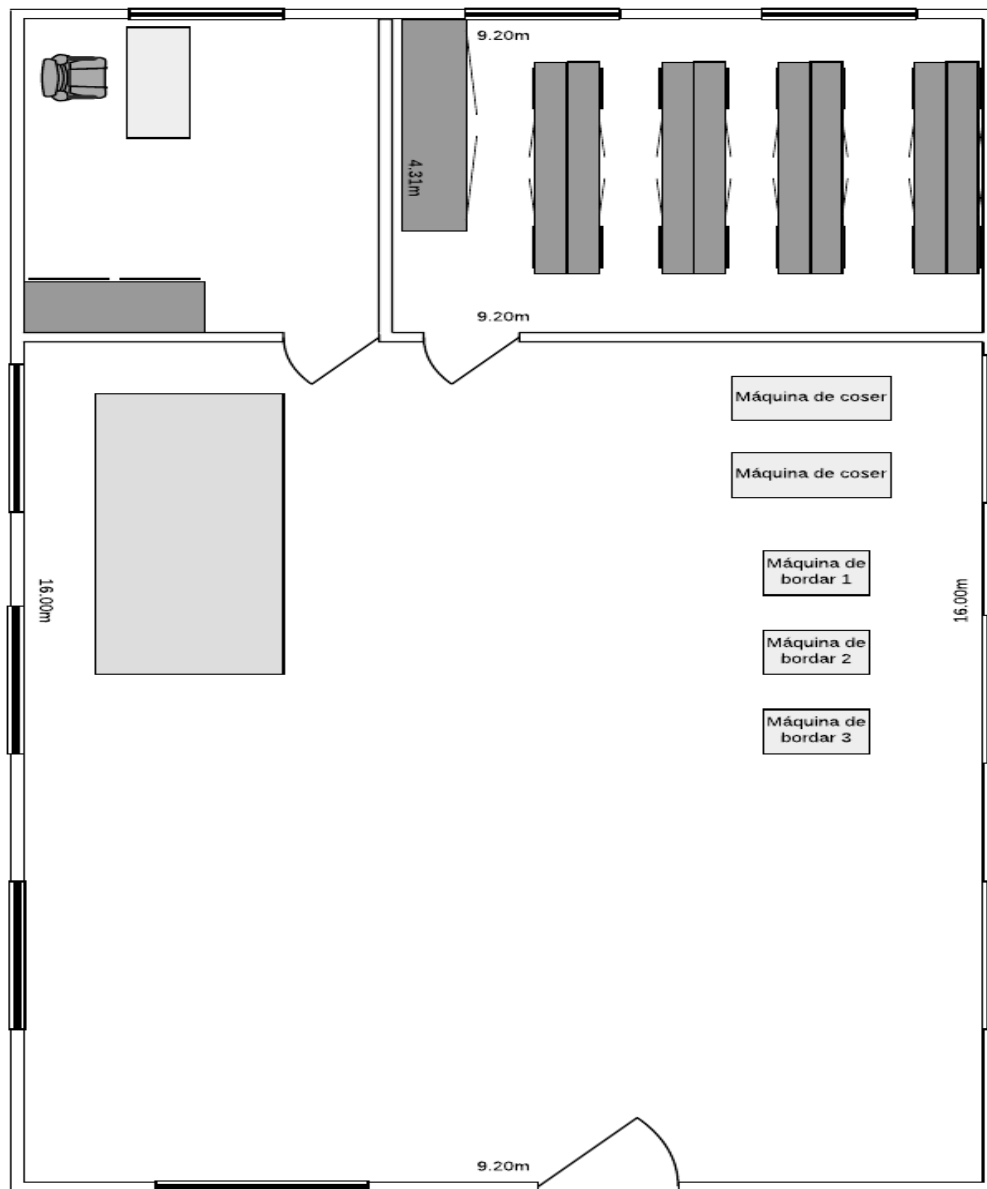 9.20m
4.31m
9.20m
Máquina de coser
Máquina de coser
Máquina de
bordar 1
16.00m
16.00m
Máquina de
bordar 2
Máquina de
bordar 3
9.20m